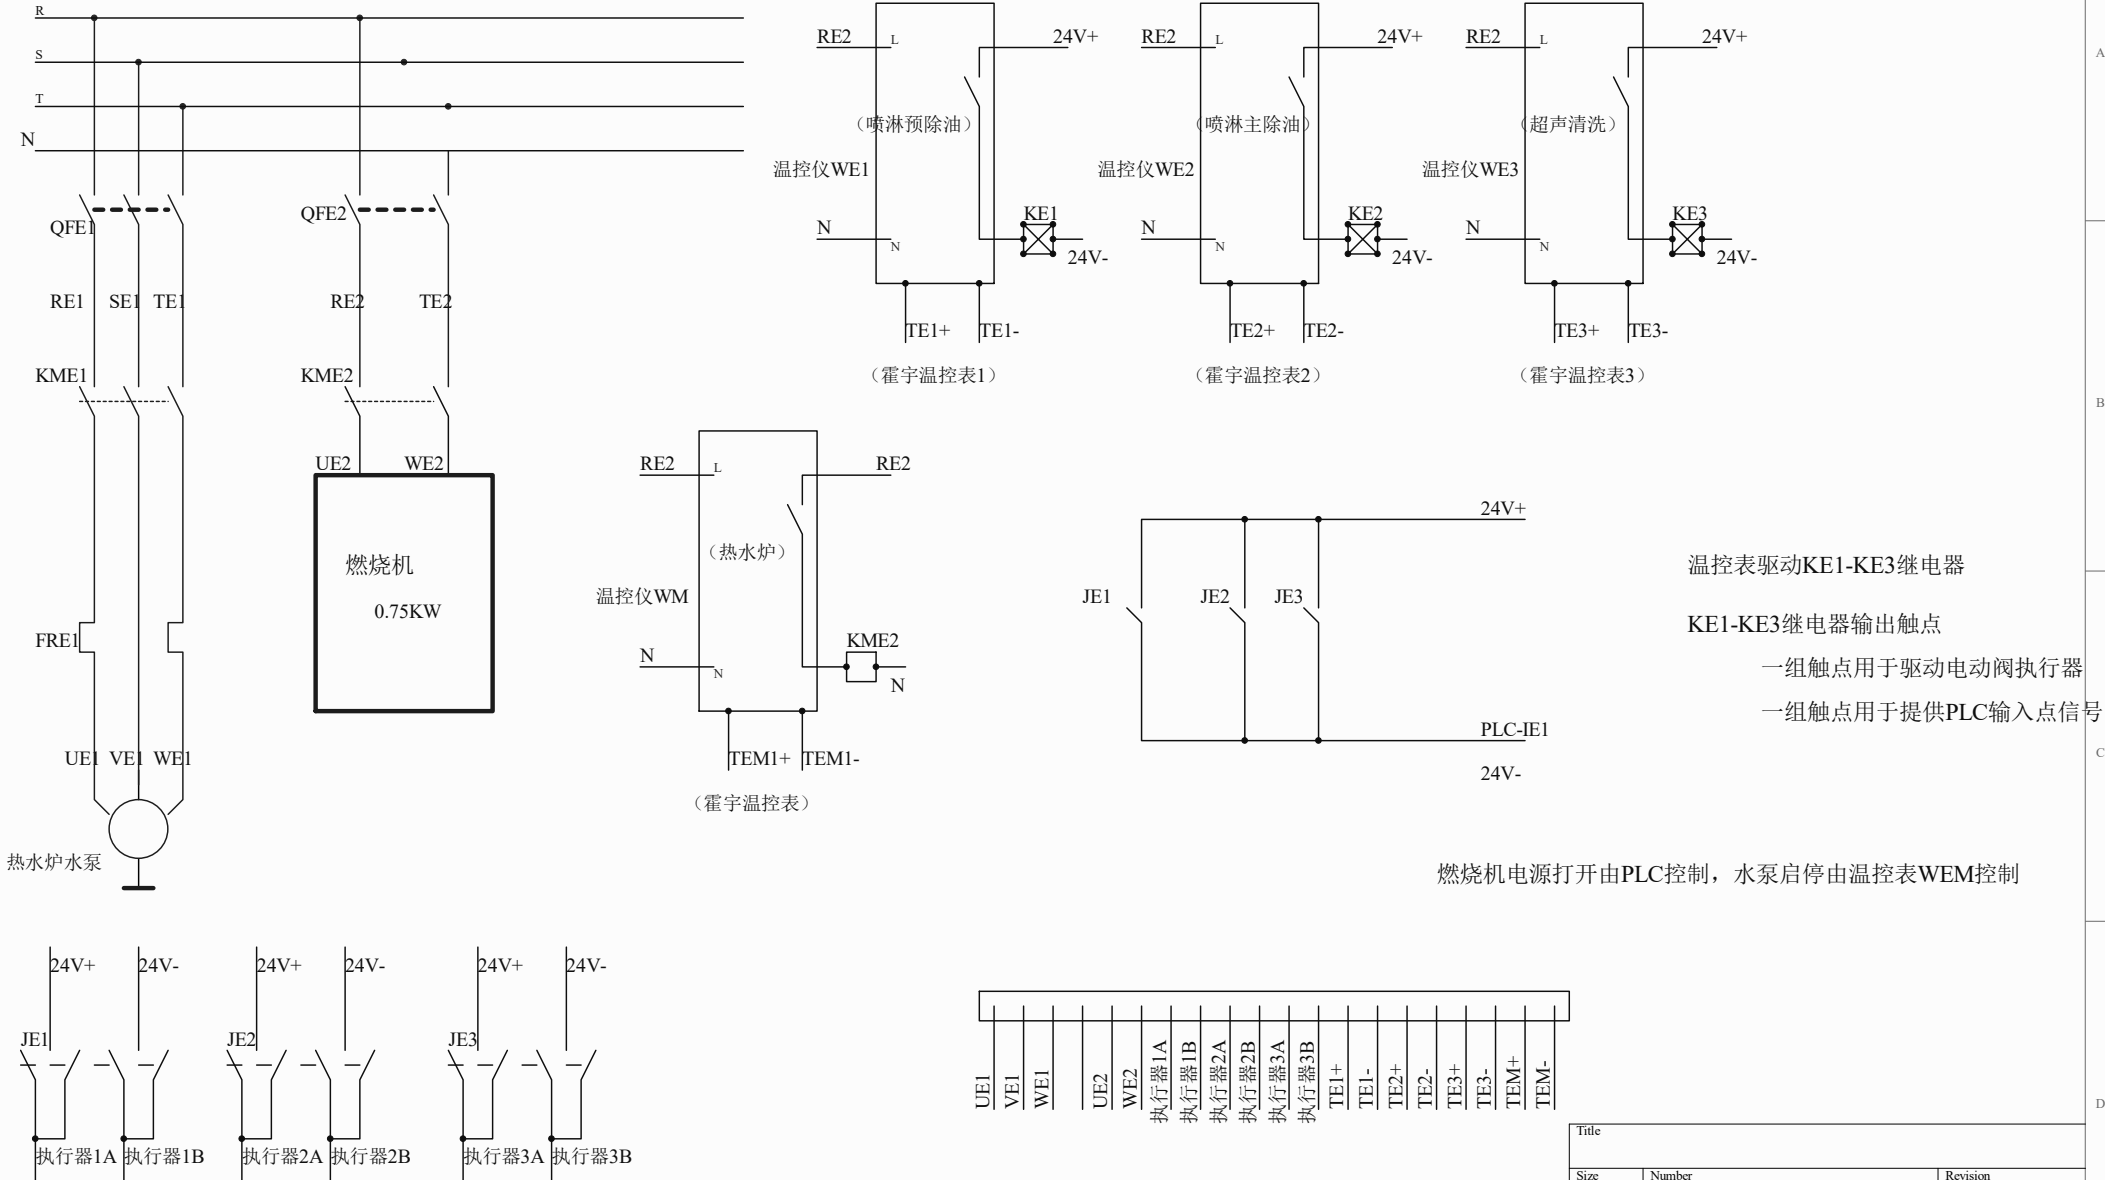 R
S
T
N
QFE1
QFE2
RE1 SE1 TE1
RE2 TE2
KME1
KME2
UE2 WE2
燃烧机
0.75KW
FRE1
UE1 VE1 WE1
热水炉水泵
RE2 L 24V+
（喷淋预除油）
温控仪WE1
KE1
N N 24V-
TE1+ TE1-
（霍宇温控表1）
RE2 L 24V+
（喷淋主除油）
温控仪WE2
KE2
N N 24V-
TE2+ TE2-
（霍宇温控表2）
RE2 L 24V+
（超声清洗）
温控仪WE3
KE3
N N 24V-
TE3+ TE3-
（霍宇温控表3）
RE2 L RE2
（热水炉）
温控仪WM
KME2
N N N
TEM1+ TEM1-
（霍宇温控表）
24V+
JE1 JE2 JE3
PLC-IE1
24V-
温控表驱动KE1-KE3继电器
KE1-KE3继电器输出触点
一组触点用于驱动电动阀执行器
一组触点用于提供PLC输入点信号
燃烧机电源打开由PLC控制，水泵启停由温控表WEM控制
24V+ 24V- 24V+ 24V- 24V+ 24V-
JE1 JE2 JE3
执行器1A 执行器1B 执行器2A 执行器2B 执行器3A 执行器3B
UE1
VE1
WE1
UE2
WE2
执行器1A
执行器1B
执行器2A
执行器2B
执行器3A
执行器3B
TE1+
TE1-
TE2+
TE2-
TE3+
TE3-
TEM+
TEM-
A
B
C
D
Title
Size Number Revision